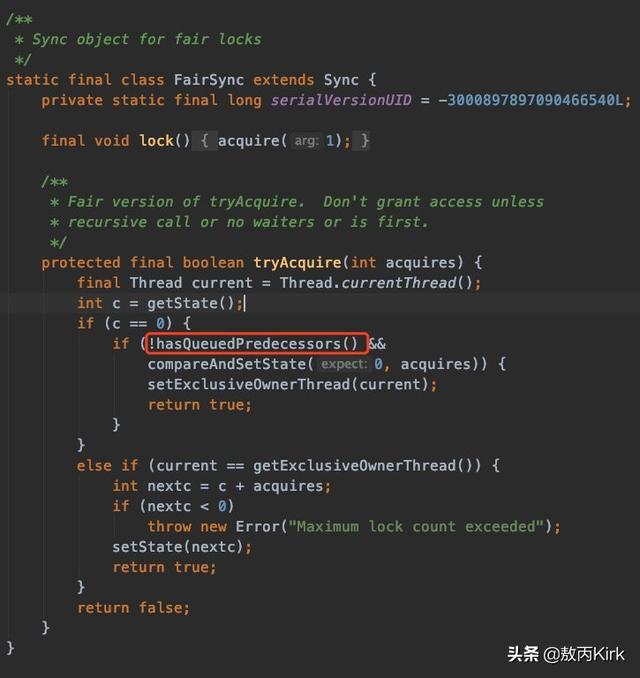 /**
 * Sync object for fair locks
 */
static final class FairSync extends Sync {
    private static final long serialVersionUID = -3000897897090466540L;

    final void lock() { acquire( arg: 1); }

    /**
     * Fair version of tryAcquire.  Don't grant access unless
     * recursive call or no waiters or is first.
     */
    protected final boolean tryAcquire(int acquires) {
        final Thread current = Thread.currentThread();
        int c = getState();
        if (c == 0) {
            if (!hasQueuedPredecessors() &&
                compareAndSetState( expect: 0, acquires)) {
                setExclusiveOwnerThread(current);
                return true;
            }
        }
        else if (current == getExclusiveOwnerThread()) {
            int nextc = c + acquires;
            if (nextc < 0)
                throw new Error("Maximum lock count exceeded");
            setState(nextc);
            return true;
        }
        return false;
    }
}
头条 @敖丙Kirk